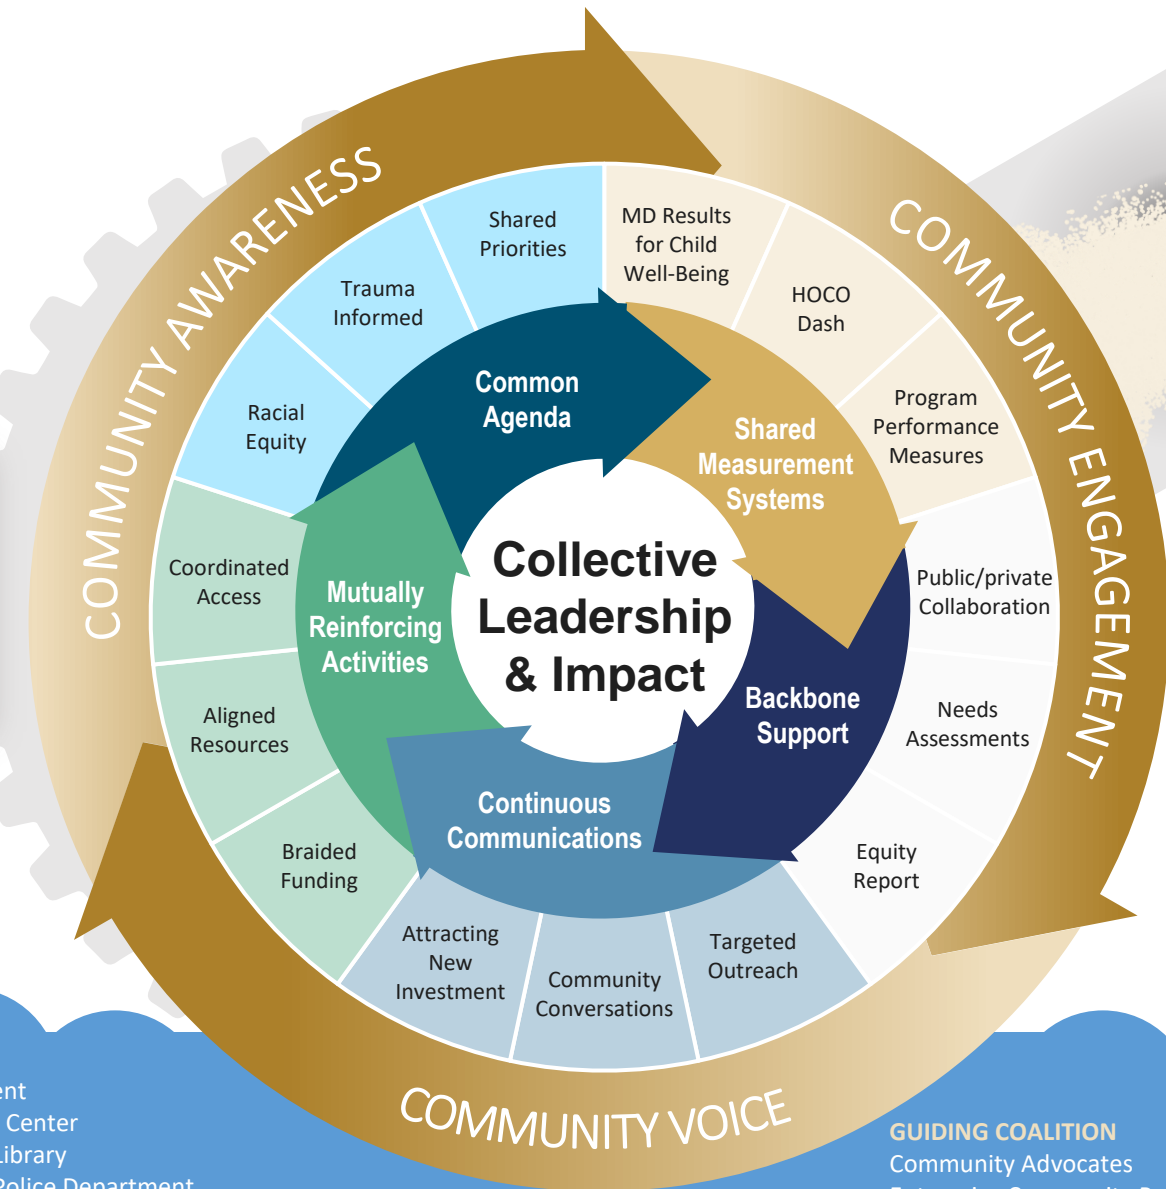 COMMUNITY AWARENESS
COMMUNITY ENGAGEMENT
COMMUNITY VOICE
Shared
Priorities
Trauma
Informed
Racial
Equity
MD Results
for Child
Well-Being
HOCO
Dash
Program
Performance
Measures
Public/private
Collaboration
Needs
Assessments
Equity
Report
Targeted
Outreach
Community
Conversations
Attracting
New
Investment
Braided
Funding
Aligned
Resources
Coordinated
Access
Common
Agenda
Shared
Measurement
Systems
Backbone
Support
Continuous
Communications
Mutually
Reinforcing
Activities
Collective
Leadership
& Impact
Center
Library
Police Department
GUIDING COALITION
Community Advocates
Community